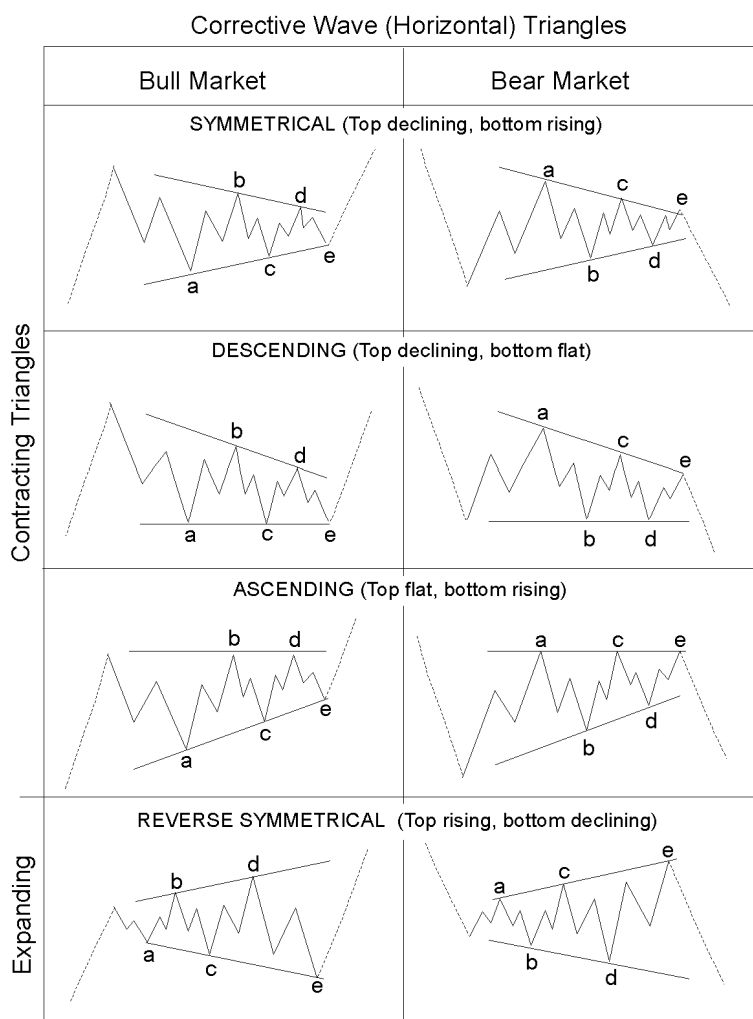 Corrective Wave (Horizontal) Triangles
Bull Market
Bear Market
Contracting Triangles
SYMMETRICAL (Top declining, bottom rising)
b
d
a
c
e
a
c
e
b
d
DESCENDING (Top declining, bottom flat)
b
d
a
c
e
a
c
e
b
d
ASCENDING (Top flat, bottom rising)
b
d
a
c
e
a
c
e
b
d
Expanding
REVERSE SYMMETRICAL (Top rising, bottom declining)
b
d
a
c
e
a
c
e
b
d